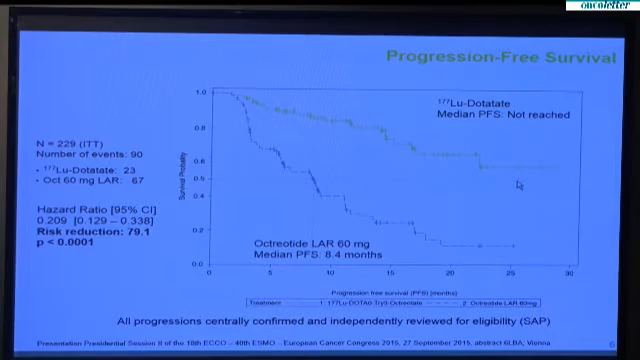 oncoletter
Progression-Free Survival
177Lu-Dotatate
Median PFS: Not reached
N = 229 (ITT)
Number of events: 90
- 177Lu-Dotatate: 23
- Oct 60 mg LAR: 67
Hazard Ratio [95% CI]
0.209 [0.129 – 0.338]
Risk reduction: 79.1
p < 0.0001
Survival Probability
1.0
0.8
0.6
0.5
0.4
0.2
0.0
Octreotide LAR 60 mg
Median PFS: 8.4 months
0 5 10 15 20 25 30
Progression free survival (PFS) [months]
Treatment 1: 177Lu-DOTA0-Tyr3-Octreotate 2: Octreotide LAR 60mg
All progressions centrally confirmed and independently reviewed for eligibility (SAP)
Presentation Presidential Session II of the 18th ECCO – 40th ESMO – European Cancer Congress 2015, 27 September 2015, abstract 6LBA, Vienna
6